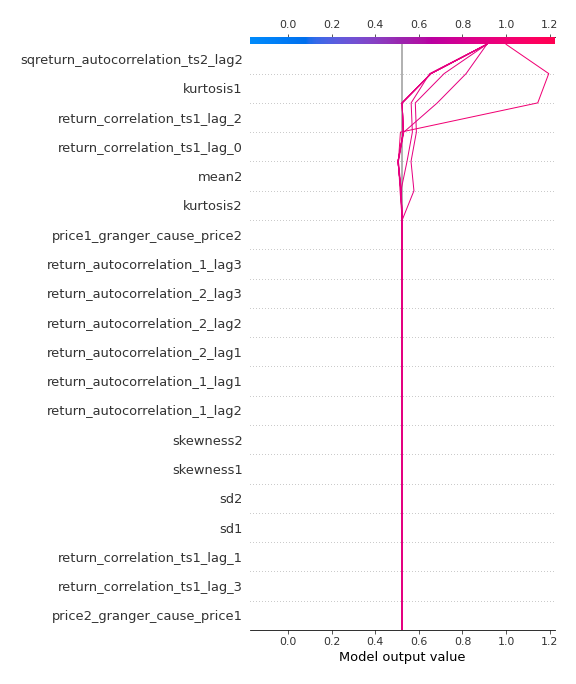 0.0 0.2 0.4 0.6 0.8 1.0 1.2
sqreturn_autocorrelation_ts2_lag2
kurtosis1
return_correlation_ts1_lag_2
return_correlation_ts1_lag_0
mean2
kurtosis2
price1_granger_cause_price2
return_autocorrelation_1_lag3
return_autocorrelation_2_lag3
return_autocorrelation_2_lag2
return_autocorrelation_2_lag1
return_autocorrelation_1_lag1
return_autocorrelation_1_lag2
skewness2
skewness1
sd2
sd1
return_correlation_ts1_lag_1
return_correlation_ts1_lag_3
price2_granger_cause_price1
0.0 0.2 0.4 0.6 0.8 1.0 1.2
Model output value